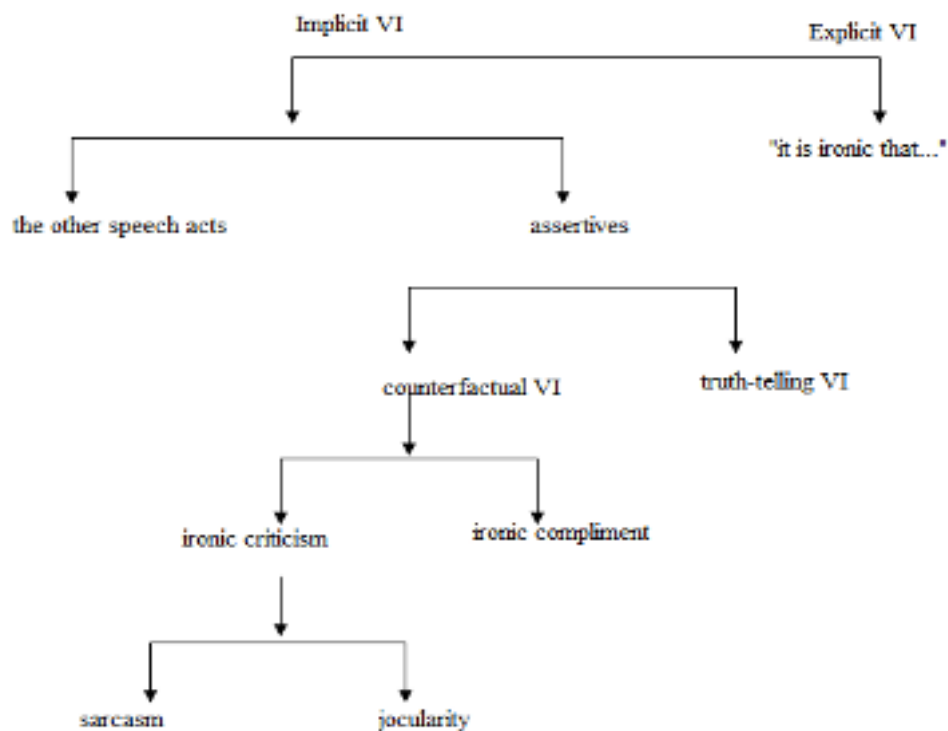 Implicit VI
Explicit VI
"it is ironic that..."
the other speech acts
assertives
counterfactual VI
truth-telling VI
ironic criticism
ironic compliment
sarcasm
jocularity